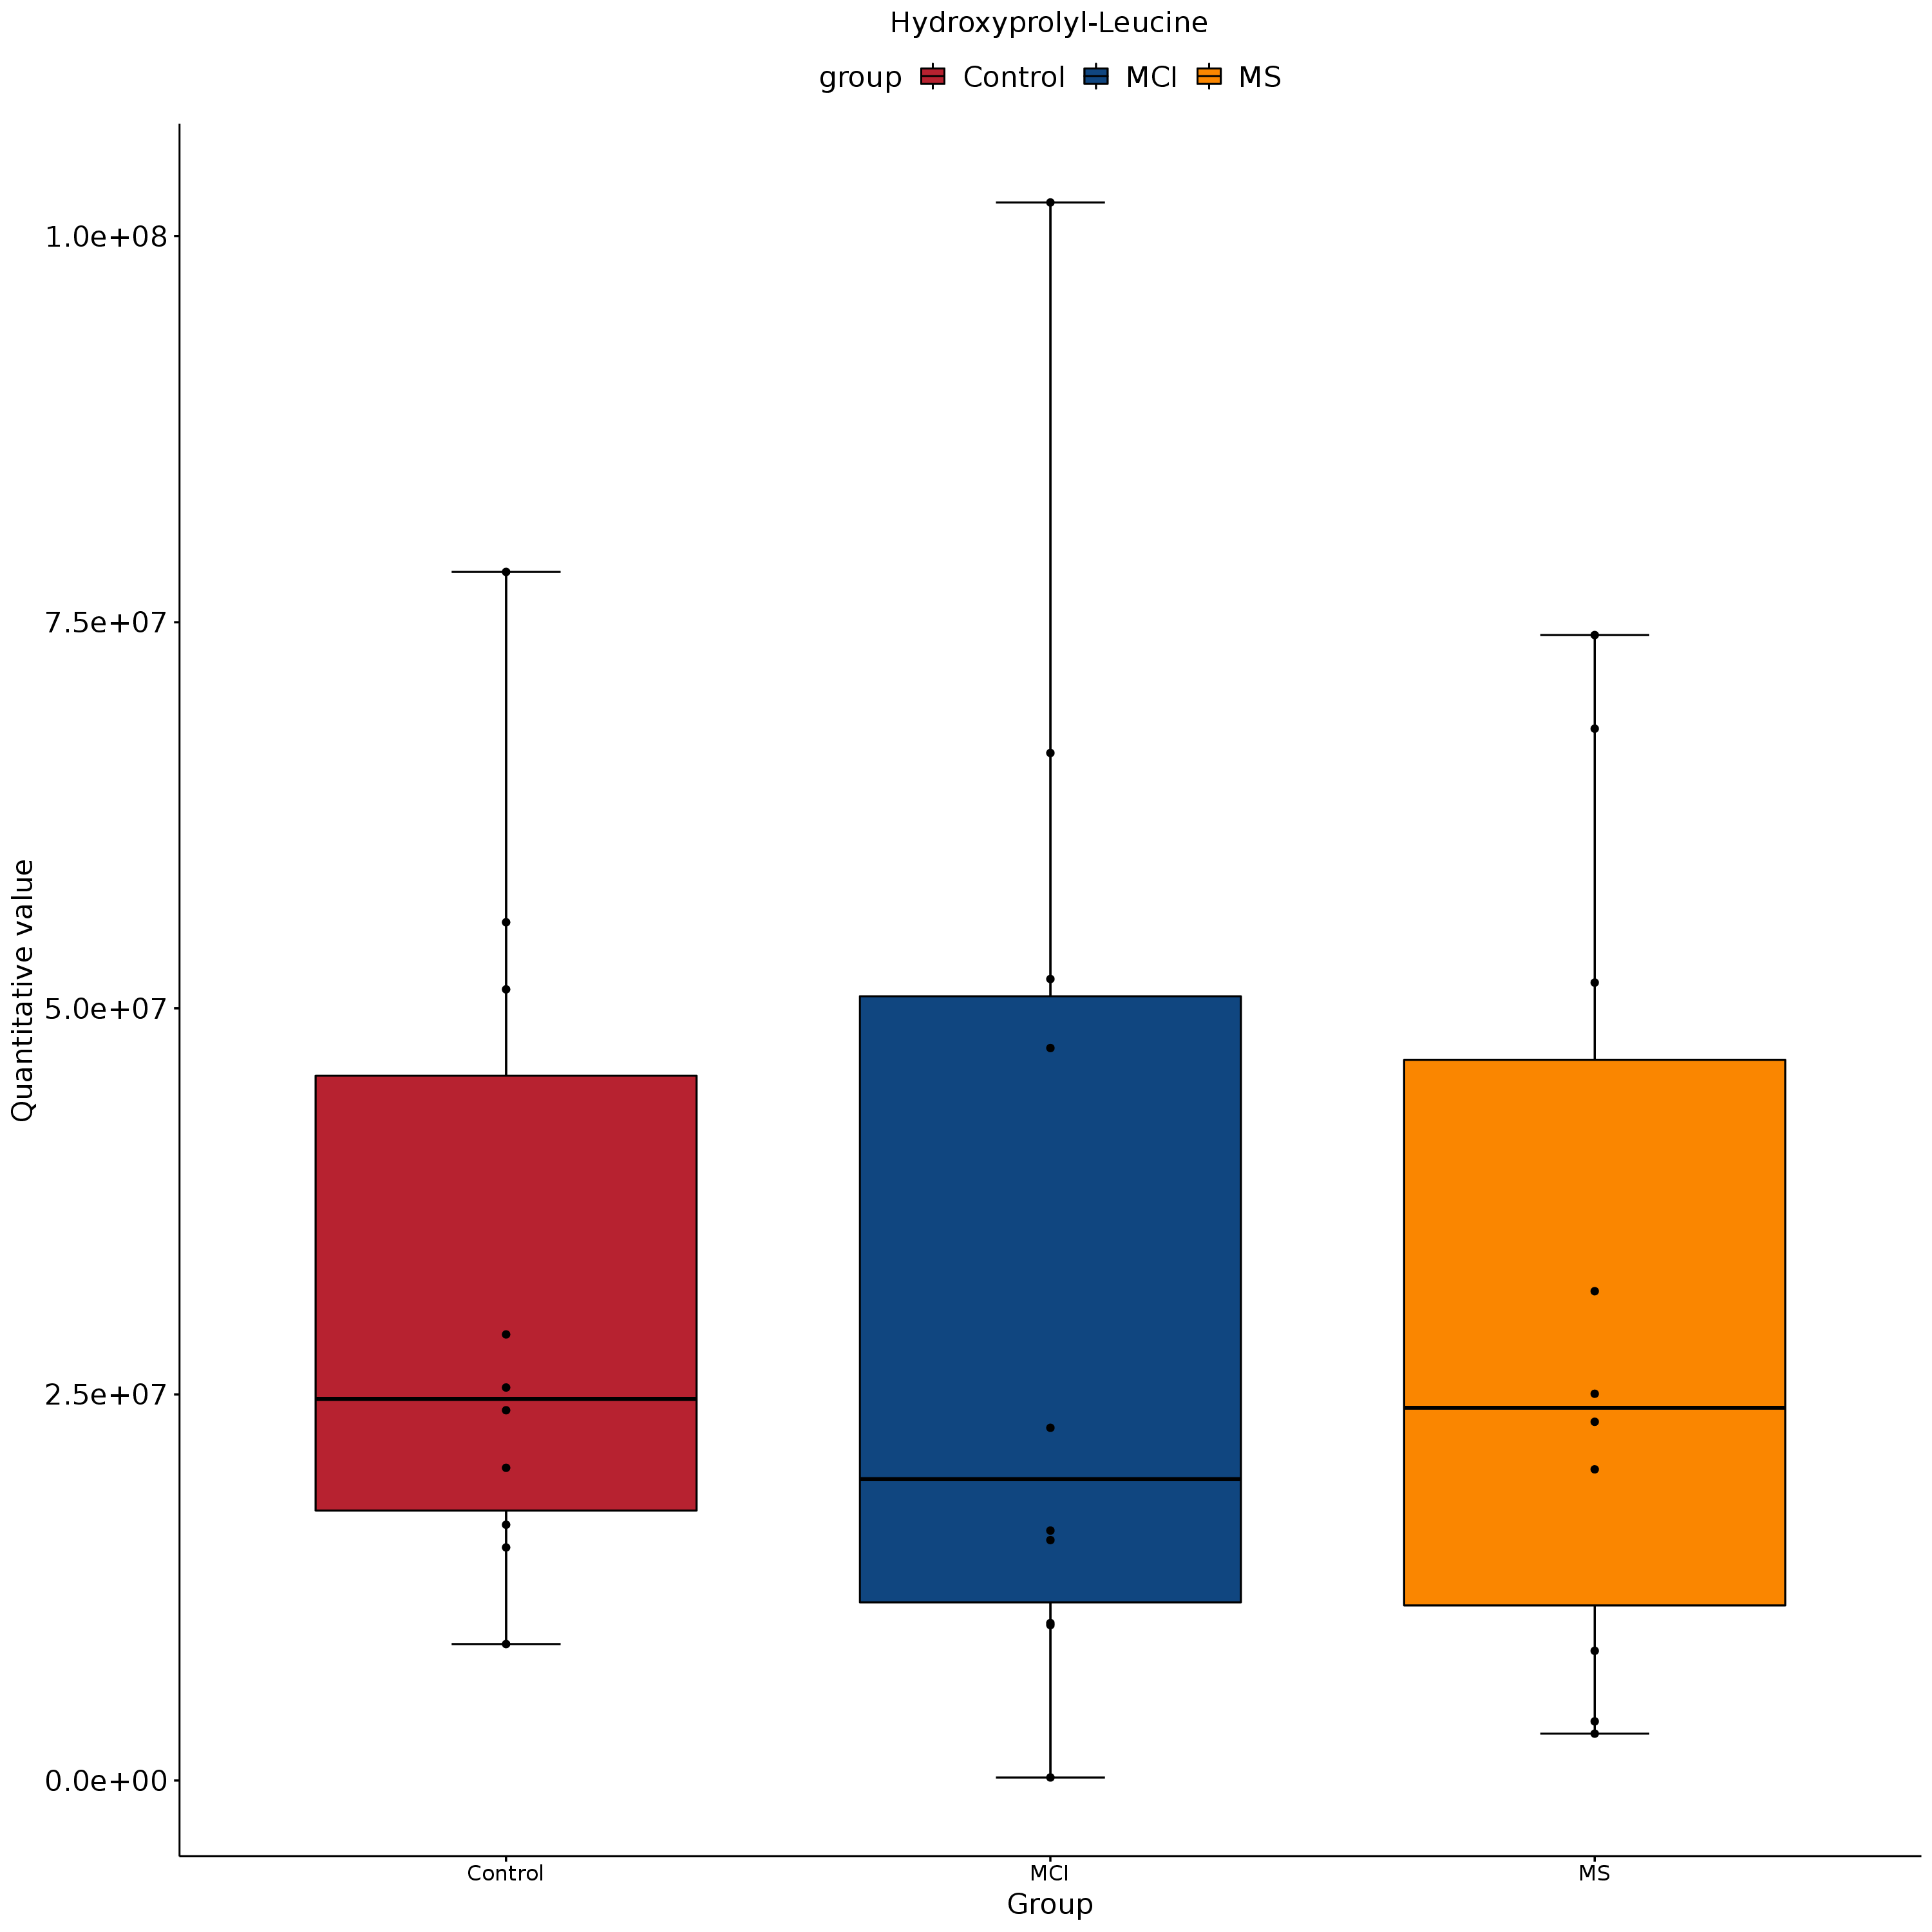 Hydroxyprolyl-Leucine
group Control MCI MS
1.0e+08
7.5e+07
5.0e+07
2.5e+07
0.0e+00
Quantitative value
Control MCI MS
Group